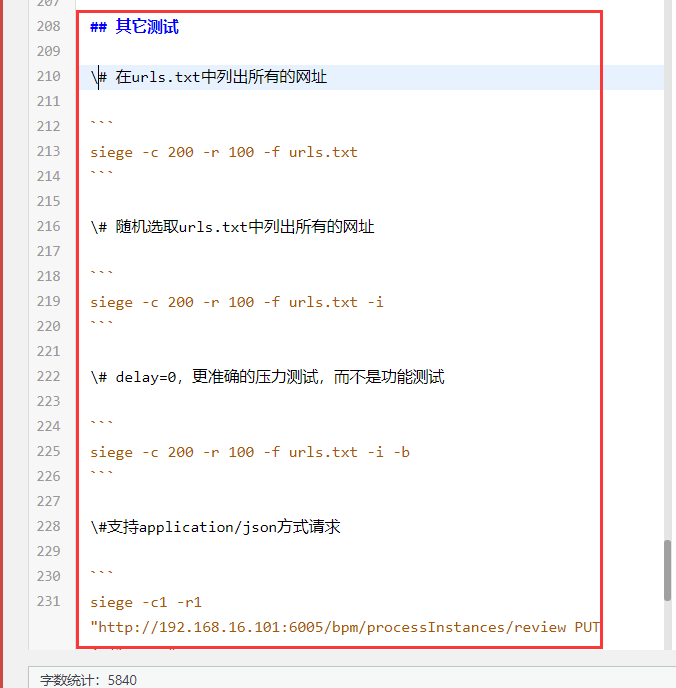 207
208 ## 其它测试
209
210 \# 在urls.txt中列出所有的网址
211
212 ```
213 siege -c 200 -r 100 -f urls.txt
214 ```
215
216 \# 随机选取urls.txt中列出所有的网址
217
218 ```
219 siege -c 200 -r 100 -f urls.txt -i
220 ```
221
222 \# delay=0，更准确的压力测试，而不是功能测试
223
224 ```
225 siege -c 200 -r 100 -f urls.txt -i -b
226 ```
227
228 \#支持application/json方式请求
229
230 ```
231 siege -c1 -r1
"http://192.168.16.101:6005/bpm/processInstances/review PUT
字数统计：5840